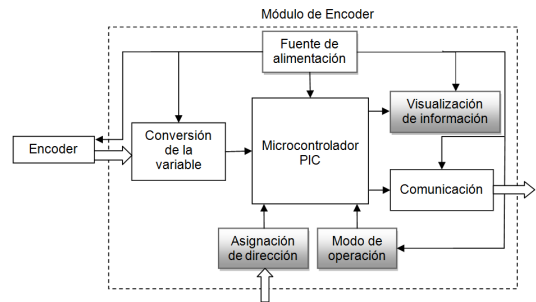 Módulo de Encoder
Fuente de
alimentación
Visualización
de información
Conversión
de la
variable
Microcontrolador
PIC
Encoder
Comunicación
Asignación
de dirección
Modo de
operación